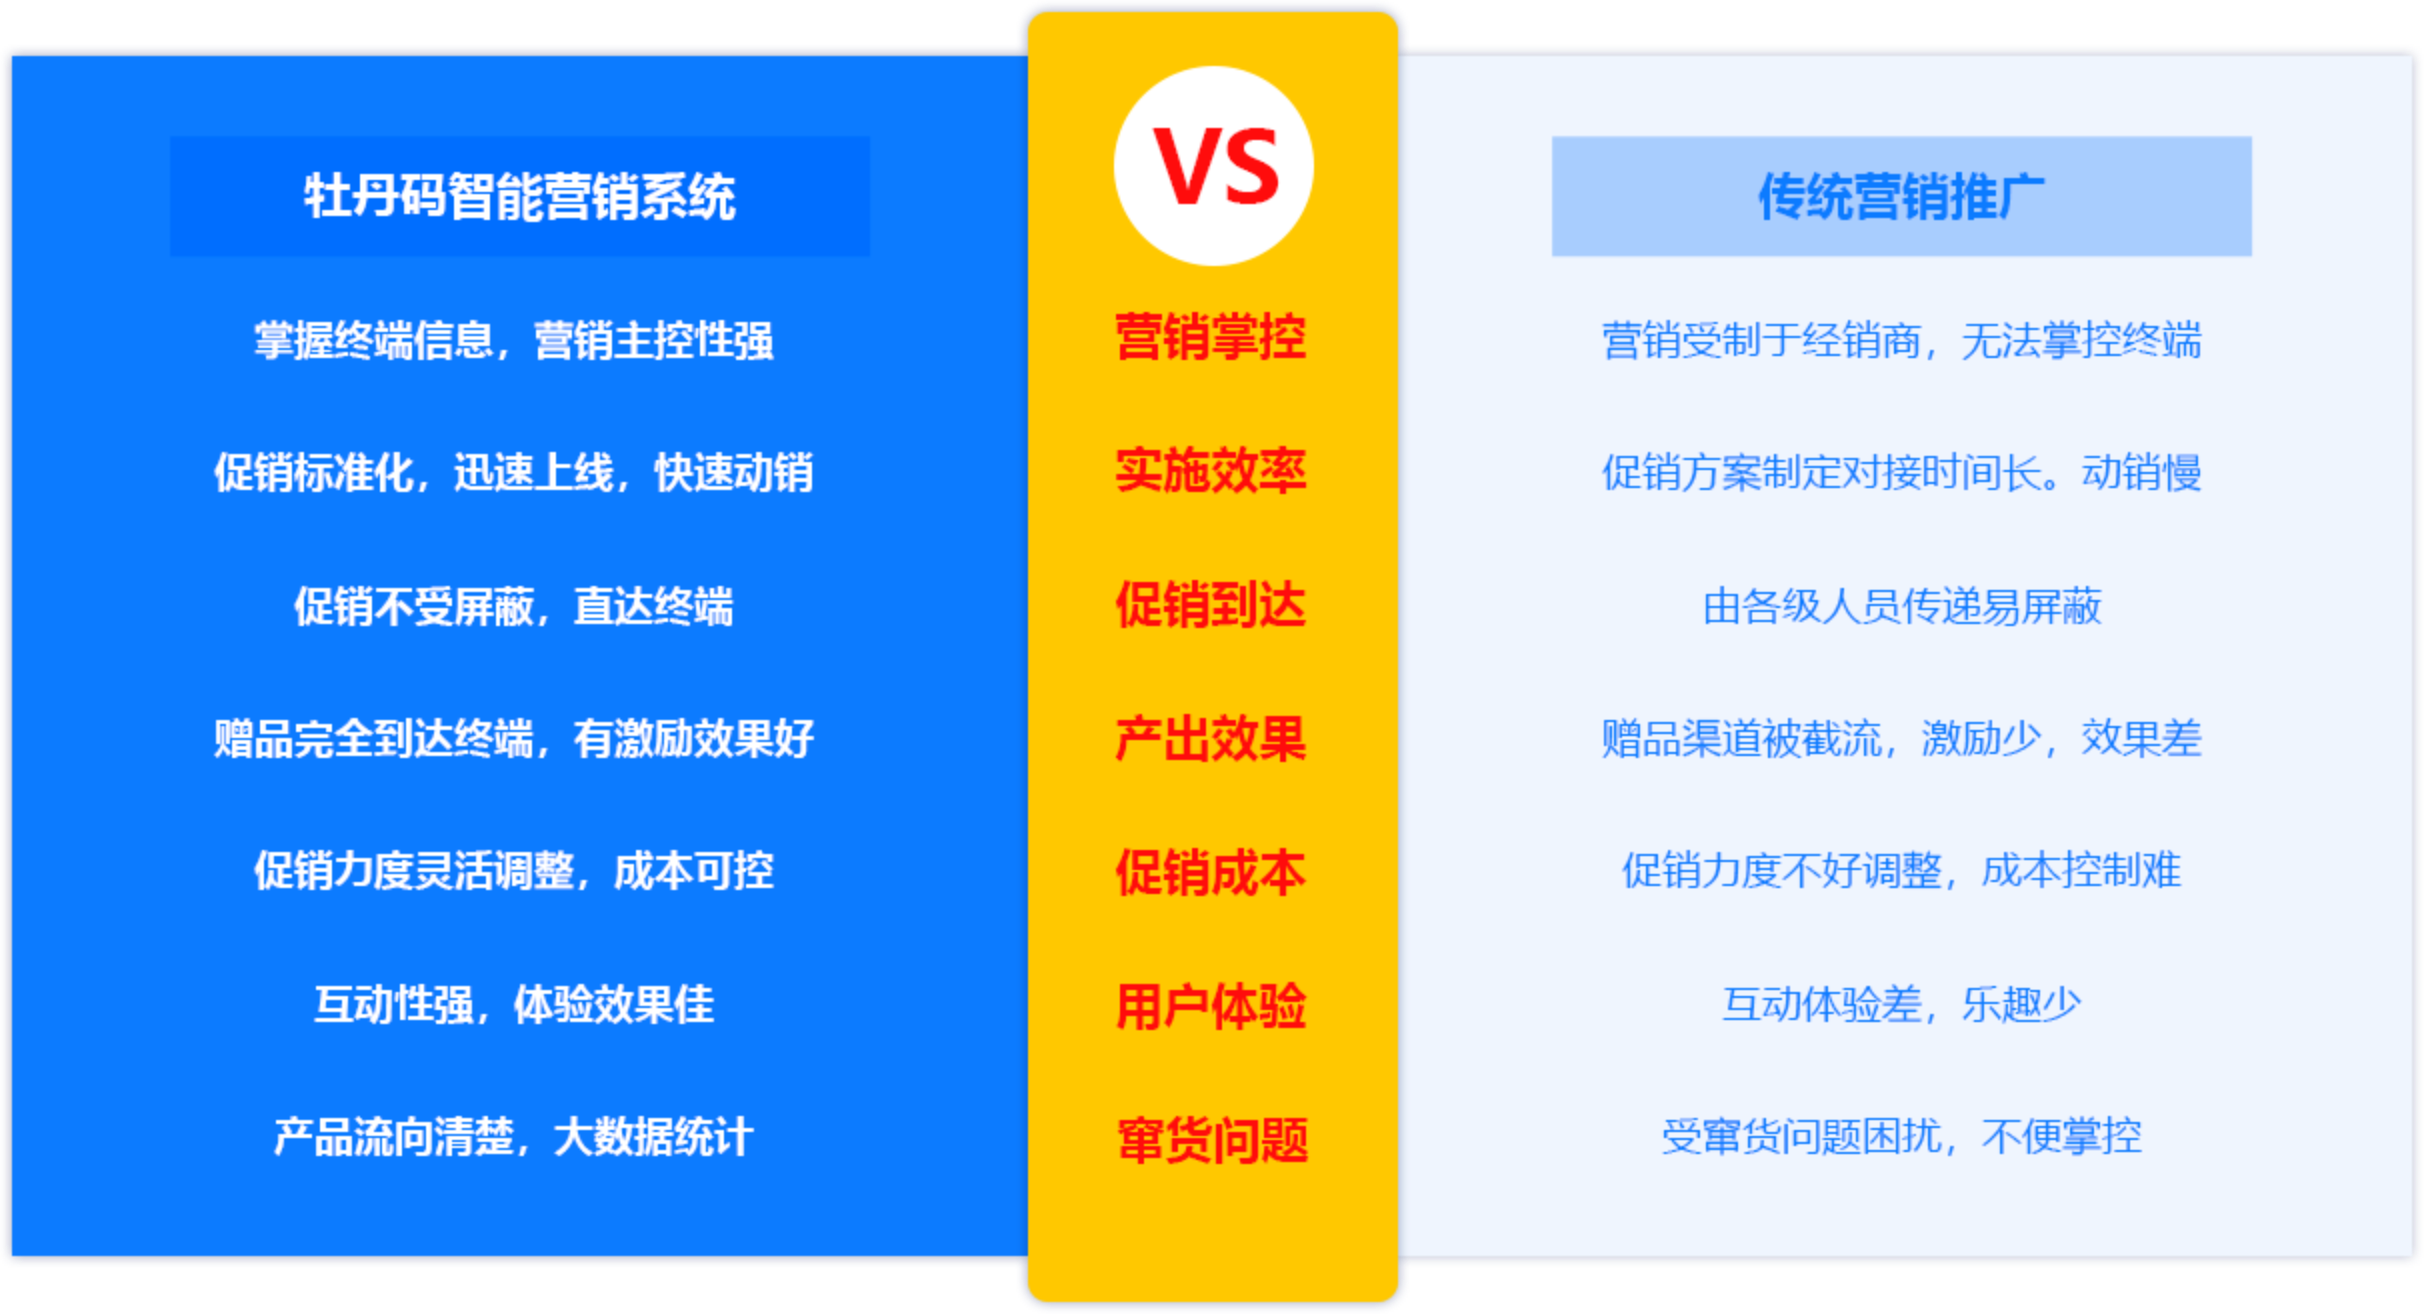 牡丹码智能营销系统 VS 传统营销推广
掌握终端信息，营销主控性强 营销掌控 营销受制于经销商，无法掌控终端
促销标准化，迅速上线，快速动销 实施效率 促销方案制定对接时间长。动销慢
促销不受屏蔽，直达终端 促销到达 由各级人员传递易屏蔽
赠品完全到达终端，有激励效果好 产出效果 赠品渠道被截流，激励少，效果差
促销力度灵活调整，成本可控 促销成本 促销力度不好调整，成本控制难
互动性强，体验效果佳 用户体验 互动体验差，乐趣少
产品流向清楚，大数据统计 窜货问题 受窜货问题困扰，不便掌控